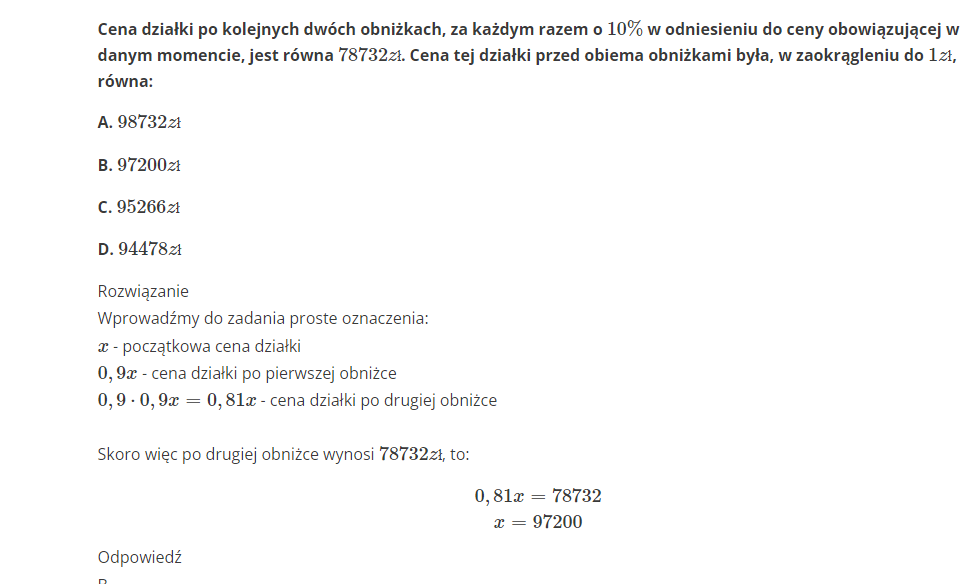 Cena działki po kolejnych dwóch obniżkach, za każdym razem o 10% w odniesieniu do ceny obowiązującej w
danym momencie, jest równa 78732zł. Cena tej działki przed obiema obniżkami była, w zaokrągleniu do 1zł,
równa:
A. 98732zł
B. 97200zł
C. 95266zł
D. 94478zł
Rozwiązanie
Wprowadźmy do zadania proste oznaczenia:
x - początkowa cena działki
0,9x - cena działki po pierwszej obniżce
0,9 · 0,9x = 0,81x - cena działki po drugiej obniżce
Skoro więc po drugiej obniżce wynosi 78732zł, to:
0,81x = 78732
x = 97200
Odpowiedź